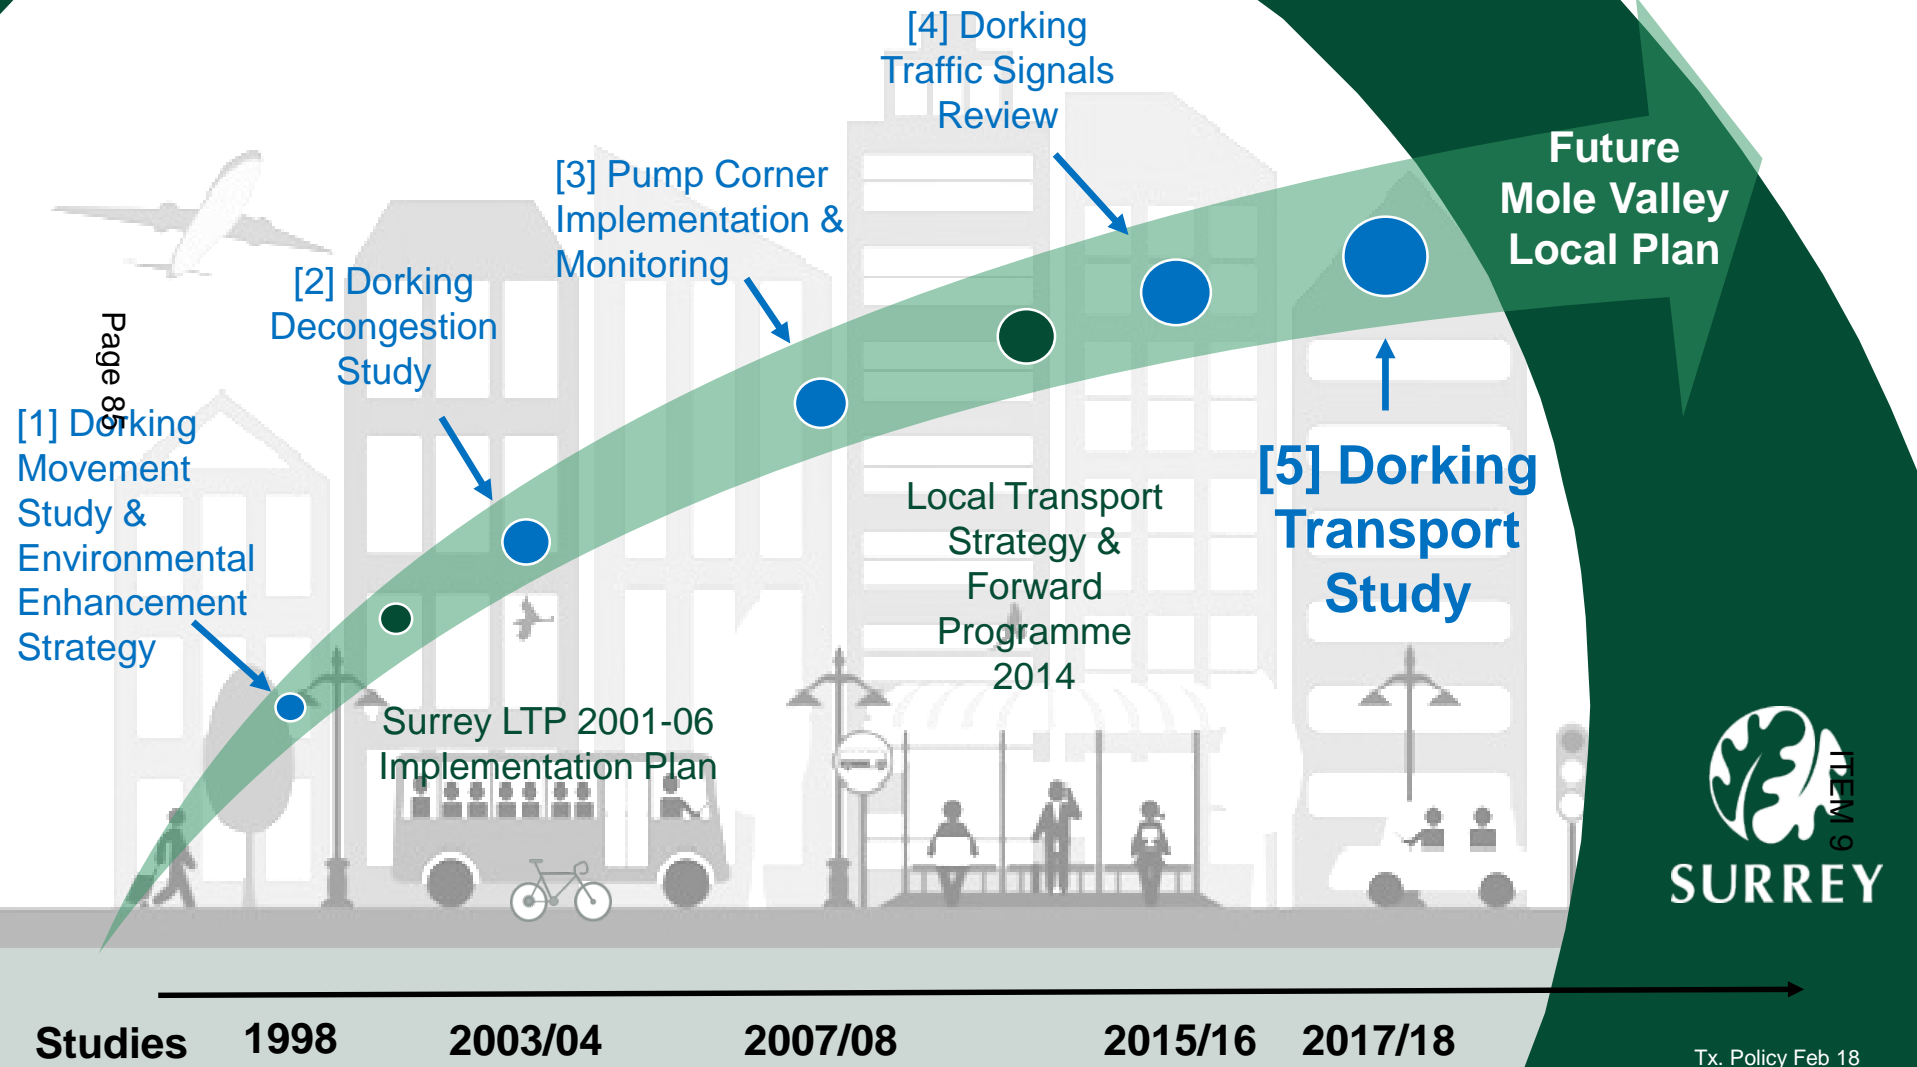 [4] Dorking
Traffic Signals
Review
Future
Mole Valley
Local Plan
[3] Pump Corner
Implementation &
Monitoring
[2] Dorking
Decongestion
Study
Page 85
[1] Dorking
Movement
Study &
Environmental
Enhancement
Strategy
[5] Dorking
Transport
Study
Local Transport
Strategy &
Forward
Programme
2014
Surrey LTP 2001-06
Implementation Plan
ITEM 9
SURREY
Studies 1998 2003/04 2007/08 2015/16 2017/18
Tx. Policy Feb 18